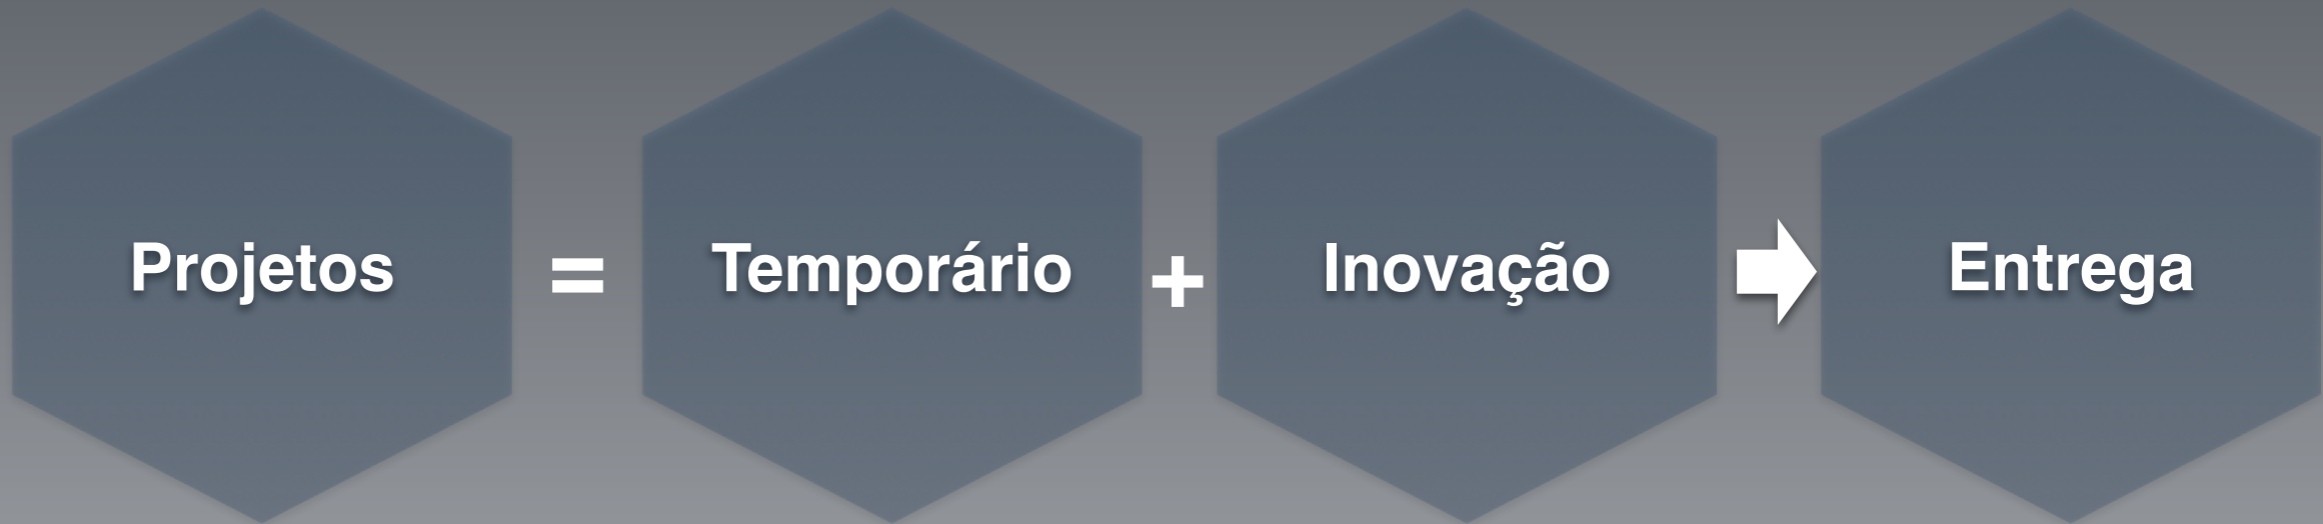 Projetos = Temporário + Inovação Entrega